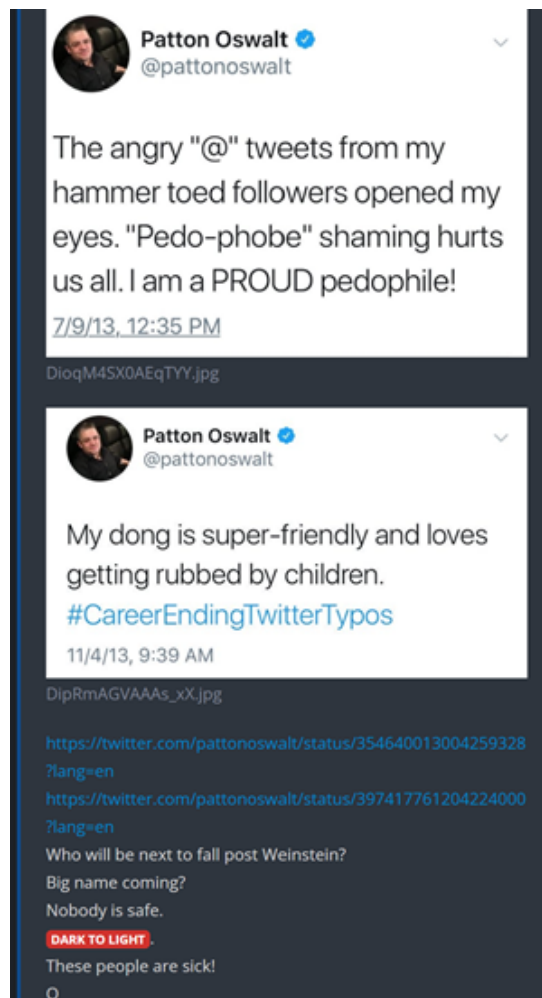 Patton Oswalt
@pattonoswalt
The angry "@" tweets from my
hammer toed followers opened my
eyes. "Pedo-phobe" shaming hurts
us all. I am a PROUD pedophile!
7/9/13, 12:35 PM
DioqM4SX0AEqTYY.jpg
Patton Oswalt
@pattonoswalt
My dong is super-friendly and loves
getting rubbed by children.
#CareerEndingTwitterTypos
11/4/13, 9:39 AM
DipRmAGVAAAs_xX.jpg
https://twitter.com/pattonoswalt/status/354640013004259328
?lang=en
https://twitter.com/pattonoswalt/status/397417761204224000
?lang=en
Who will be next to fall post Weinstein?
Big name coming?
Nobody is safe.
DARK TO LIGHT.
These people are sick!
Q